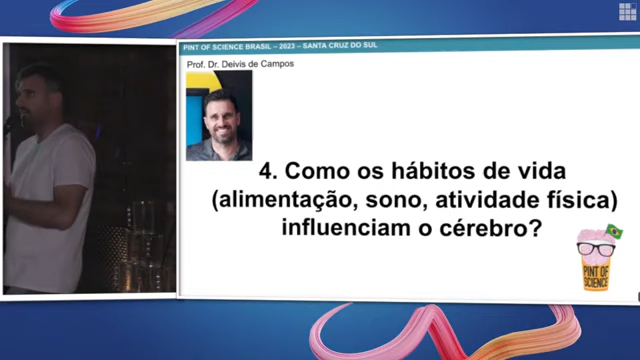 PINT OF SCIENCE BRASIL – 2023 – SANTA CRUZ DO SUL
Prof. Dr. Deivis de Campos
4. Como os hábitos de vida
(alimentação, sono, atividade física)
influenciam o cérebro?
PINT OF
SCIENCE